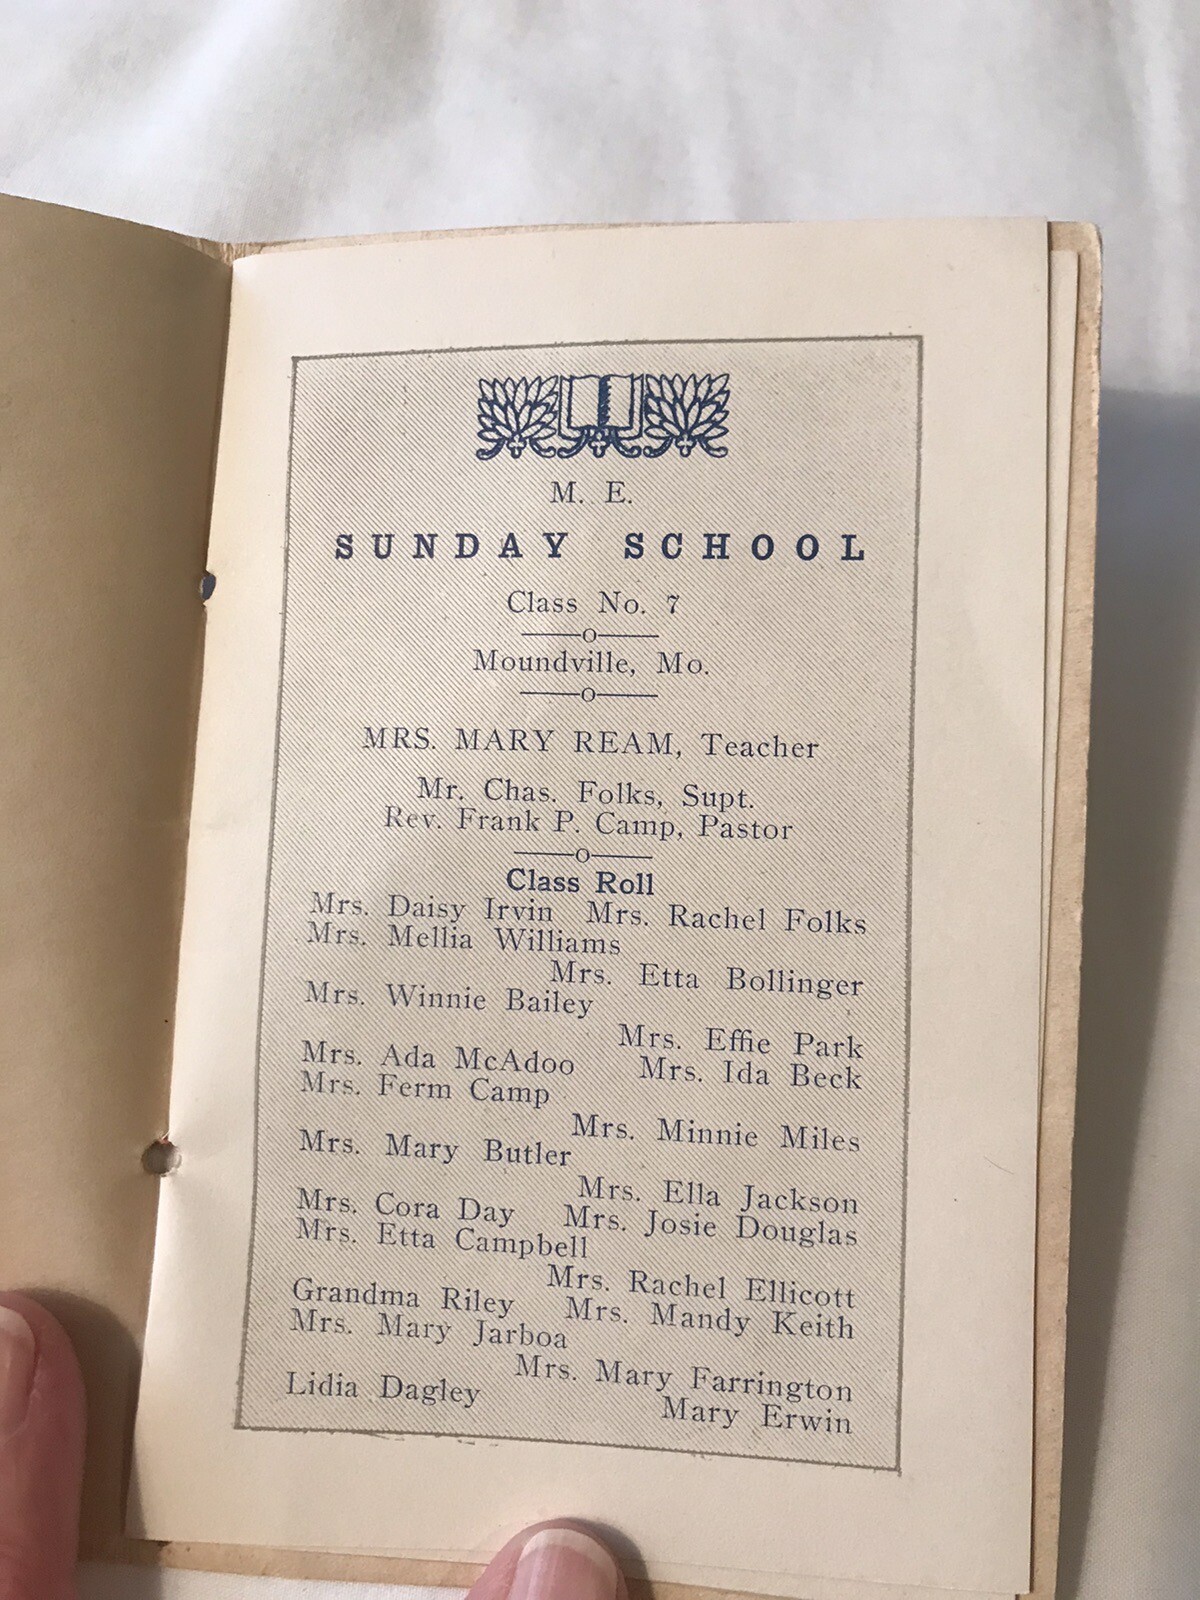 M. E.
SUNDAY SCHOOL
Class No. 7
——o——
Moundville, Mo.
——o——
MRS. MARY REAM, Teacher
Mr. Chas. Folks, Supt.
Rev. Frank P. Camp, Pastor
——o——
Class Roll
Mrs. Daisy Irvin Mrs. Rachel Folks
Mrs. Mellia Williams
Mrs. Etta Bollinger
Mrs. Winnie Bailey
Mrs. Effie Park
Mrs. Ada McAdoo Mrs. Ida Beck
Mrs. Ferm Camp
Mrs. Minnie Miles
Mrs. Mary Butler
Mrs. Ella Jackson
Mrs. Cora Day Mrs. Josie Douglas
Mrs. Etta Campbell
Mrs. Rachel Ellicott
Grandma Riley Mrs. Mandy Keith
Mrs. Mary Jarboa
Mrs. Mary Farrington
Lidia Dagley Mary Erwin